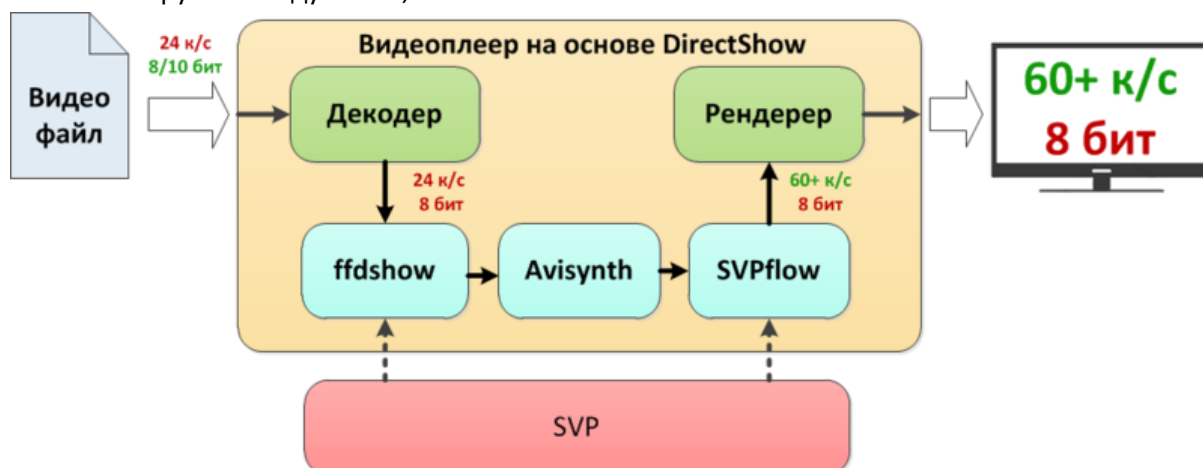 24 к/с
8/10 бит
Видео
файл
Видеоплеер на основе DirectShow
Декодер
Рендерер
60+ к/с
8 бит
24 к/с
8 бит
60+ к/с
8 бит
ffdshow
Avisynth
SVPflow
SVP